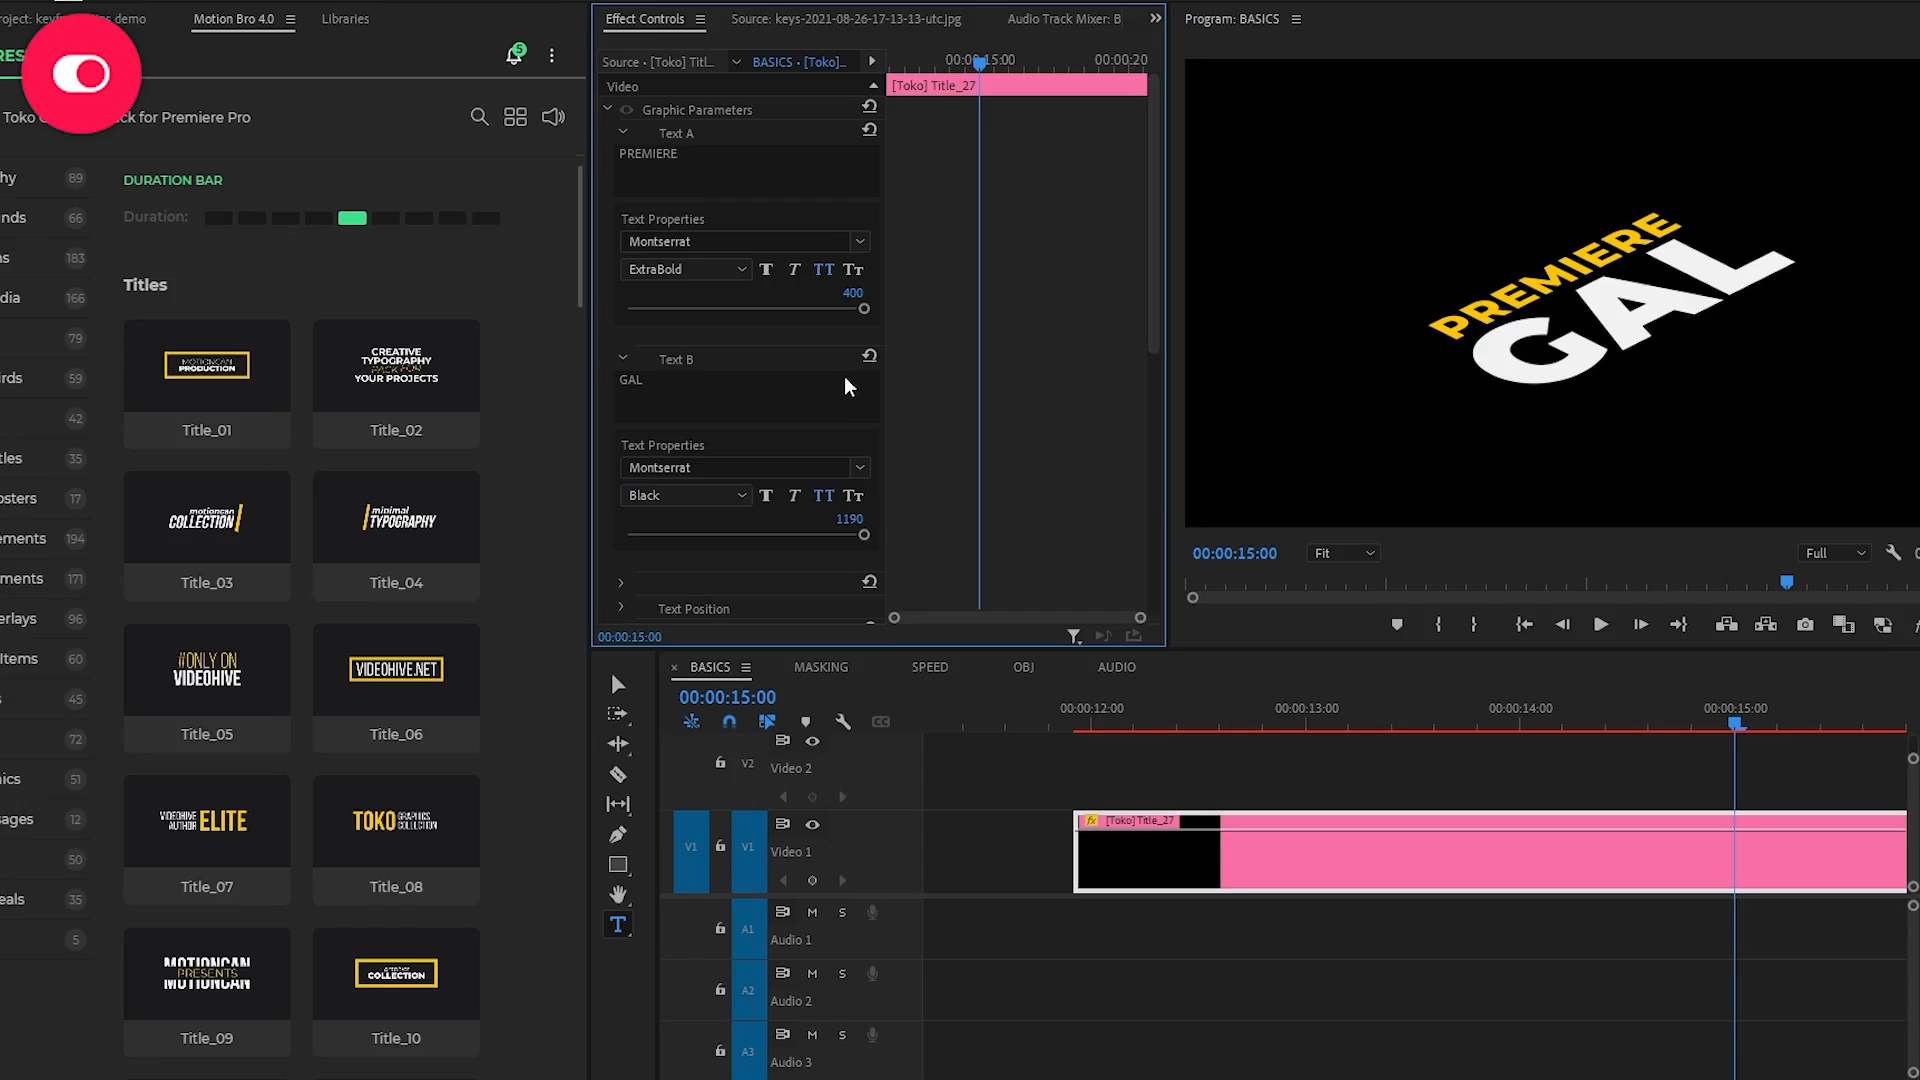 Motion Bro 4.0
Libraries
5
Toko
ck for Premiere Pro
89
66
183
166
79
59
42
35
17
194
171
96
Items
60
45
72
51
12
50
35
5
DURATION BAR
Duration:
Titles
MOTIONCAN
PRODUCTION
Title_01
CREATIVE
TYPOGRAPHY
PACK FOR
YOUR PROJECTS
Title_02
motioncan
COLLECTION
Title_03
minimal
TYPOGRAPHY
Title_04
#ONLY ON
VIDEOHIVE
Title_05
VIDEOHIVE.NET
Title_06
VIDEOHIVE
AUTHOR ELITE
Title_07
TOKO GRAPHICS
COLLECTION
Title_08
MOTIONCAN
PRESENTS
MOTIONCAN
Title_09
COLLECTION
Title_10
Effect Controls
Source: keys-2021-08-26-17-13-13-utc.jpg
Audio Track Mixer: B
Source • [Toko] Titl...
BASICS • [Toko]...
00:00:15:00
00:00:20
Video
[Toko] Title_27
Graphic Parameters
Text A
PREMIERE
Text Properties
Montserrat
ExtraBold
T T TT Tт
400
Text B
GAL
Text Properties
Montserrat
Black
T T TT Tт
1190
Text Position
00:00:15:00
Program: BASICS
PREMIERE
GAL
00:00:15:00
Fit
Full
BASICS
MASKING
SPEED
OBJ
AUDIO
00:00:15:00
00:00:12:00
00:00:13:00
00:00:14:00
00:00:15:00
CC
V2
Video 2
V1
V1
Video 1
fx [Toko] Title_27
A1
M
S
Audio 1
A2
M
S
Audio 2
A3
M
S
Audio 3
T